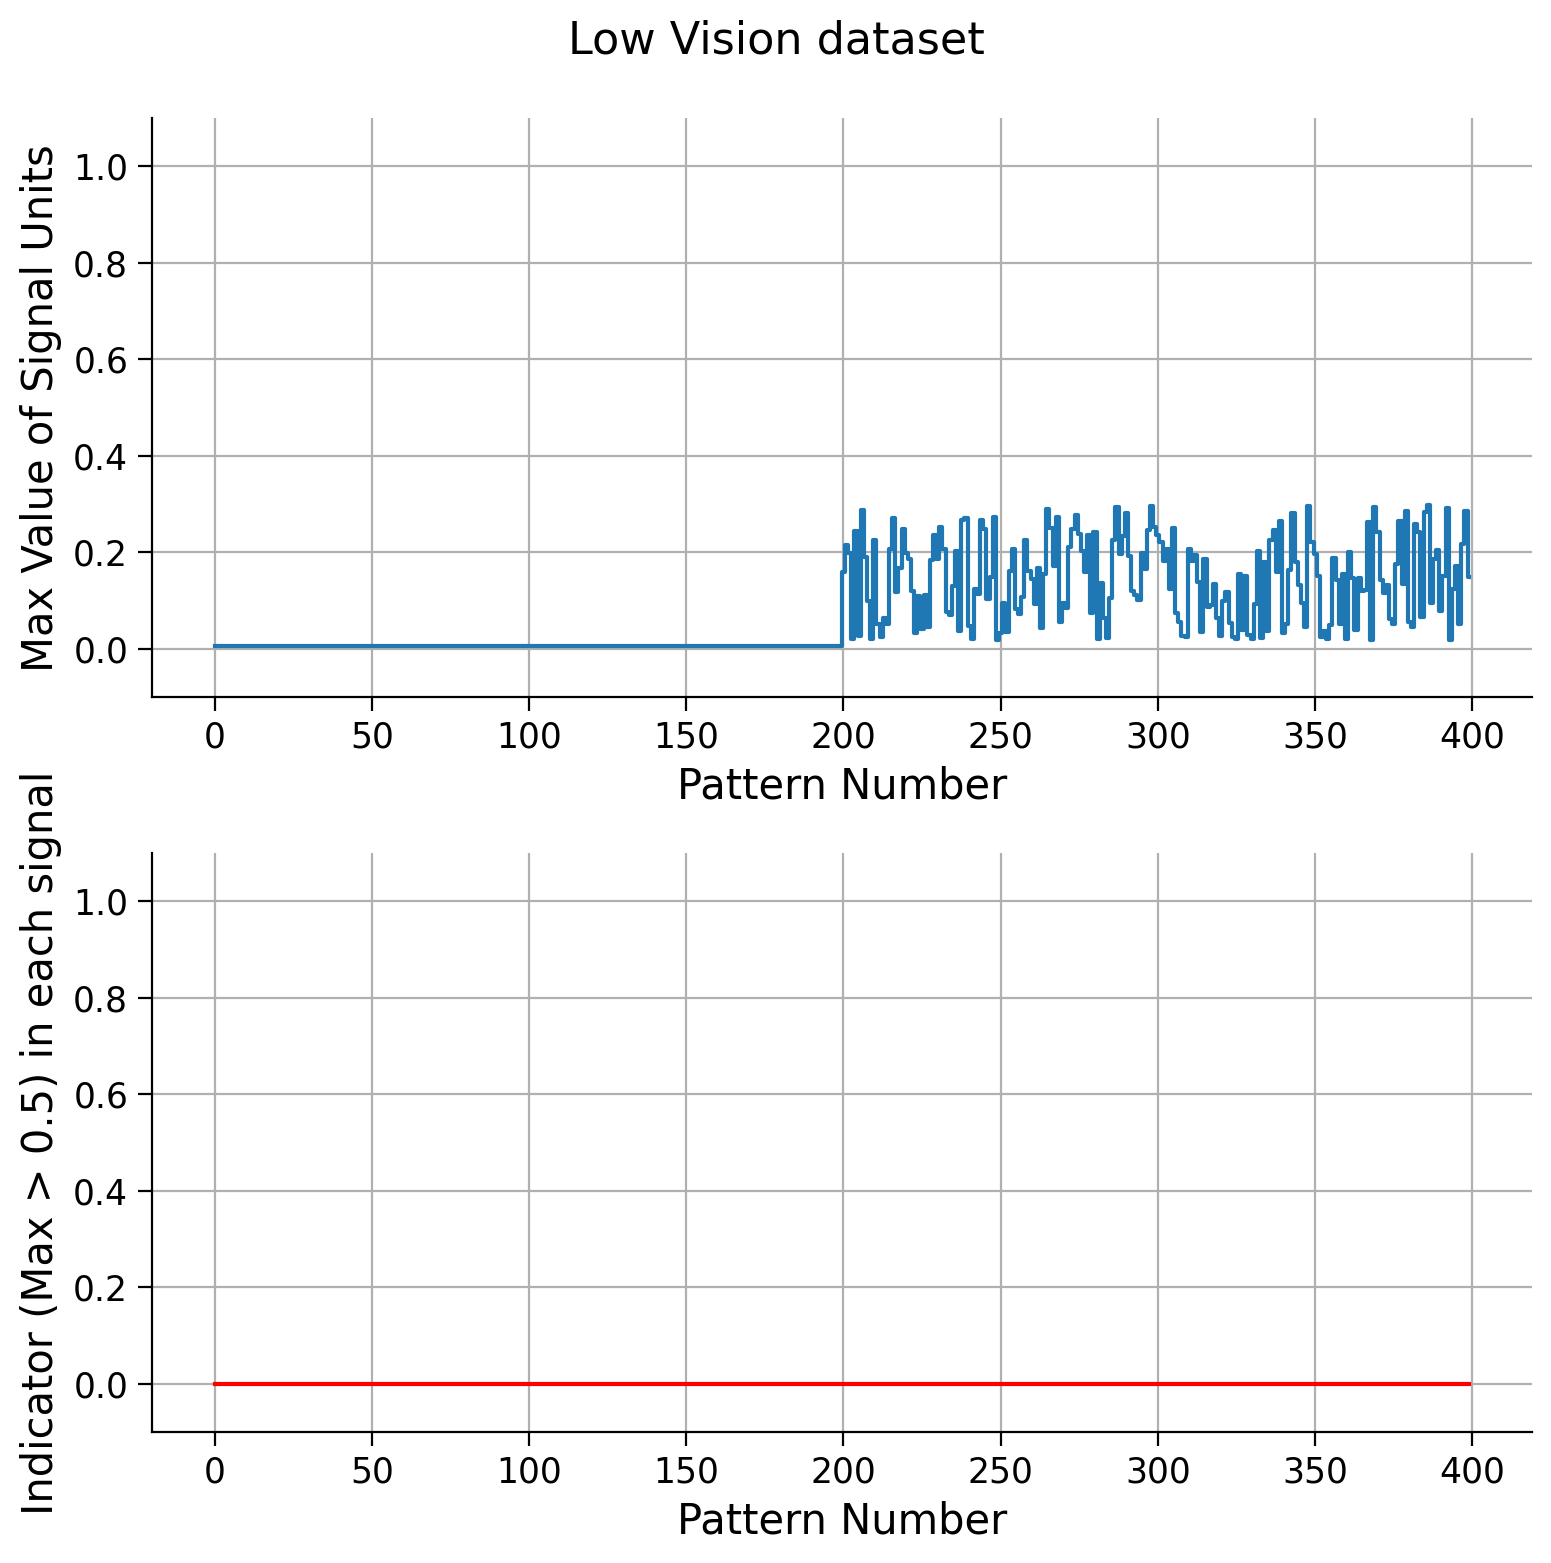 Low Vision dataset
Max Value of Signal Units
1.0
0.8
0.6
0.4
0.2
0.0
0 50 100 150 200 250 300 350 400
Pattern Number
Indicator (Max > 0.5) in each signal
1.0
0.8
0.6
0.4
0.2
0.0
0 50 100 150 200 250 300 350 400
Pattern Number